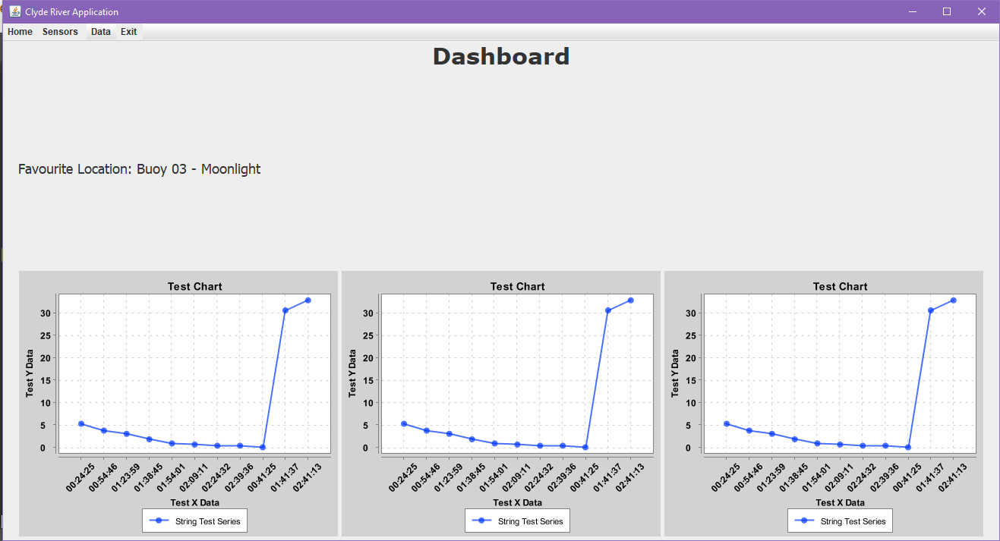 Clyde River Application
Home Sensors Data Exit
Dashboard
Favourite Location: Buoy 03 - Moonlight
Test Chart
Test Y Data
30
25
20
15
10
5
0
00:24:25 00:54:46 01:23:59 01:38:45 01:54:01 02:09:11 02:24:32 02:39:36 00:41:25 01:41:37 02:41:13
Test X Data
String Test Series
Test Chart
Test Y Data
30
25
20
15
10
5
0
00:24:25 00:54:46 01:23:59 01:38:45 01:54:01 02:09:11 02:24:32 02:39:36 00:41:25 01:41:37 02:41:13
Test X Data
String Test Series
Test Chart
Test Y Data
30
25
20
15
10
5
0
00:24:25 00:54:46 01:23:59 01:38:45 01:54:01 02:09:11 02:24:32 02:39:36 00:41:25 01:41:37 02:41:13
Test X Data
String Test Series